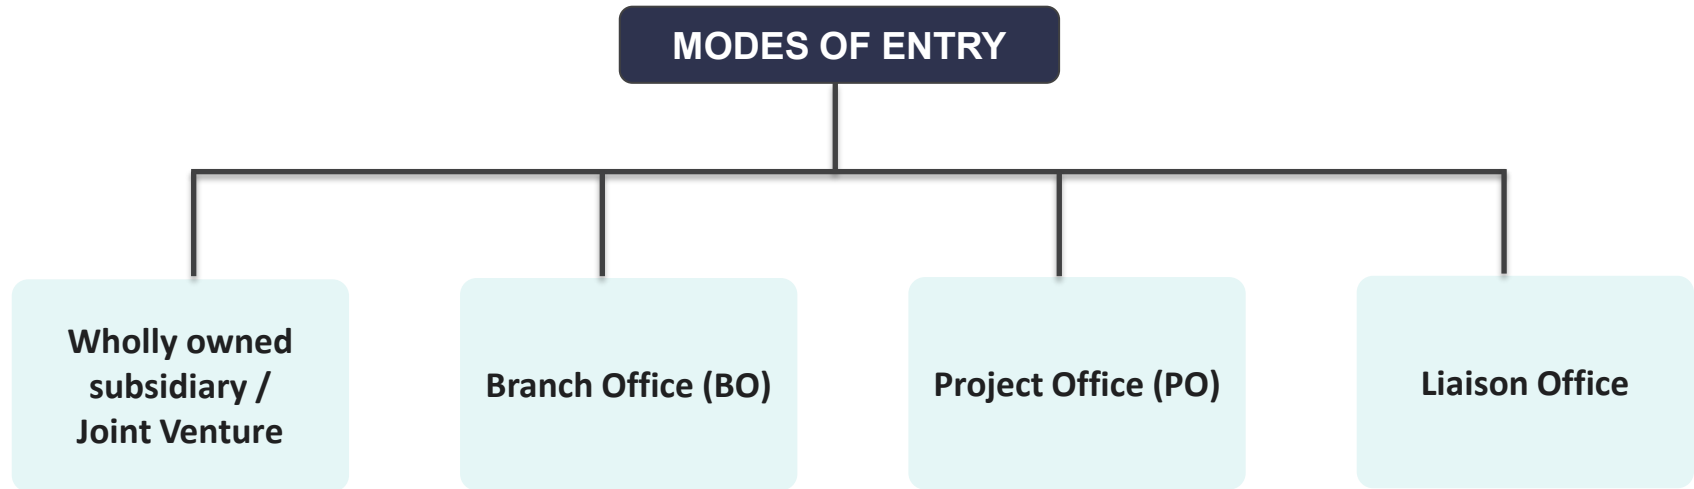 MODES OF ENTRY
Wholly owned
subsidiary /
Joint Venture
Branch Office (BO)
Project Office (PO)
Liaison Office